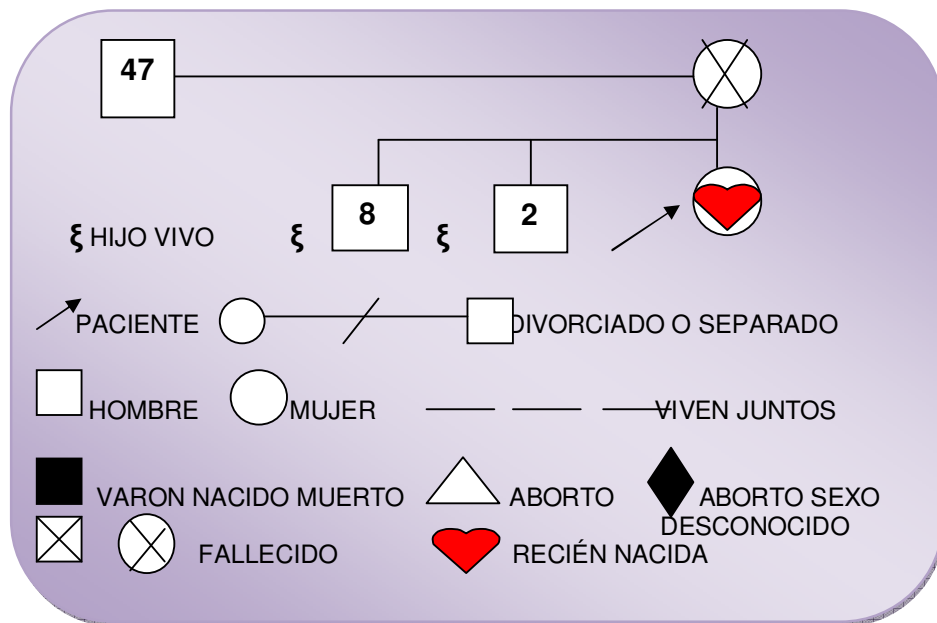 47
8
2
ξ HIJO VIVO ξ ξ
PACIENTE
DIVORCIADO O SEPARADO
HOMBRE
MUJER
VIVEN JUNTOS
VARON NACIDO MUERTO
ABORTO
ABORTO SEXO
DESCONOCIDO
FALLECIDO
RECIÉN NACIDA